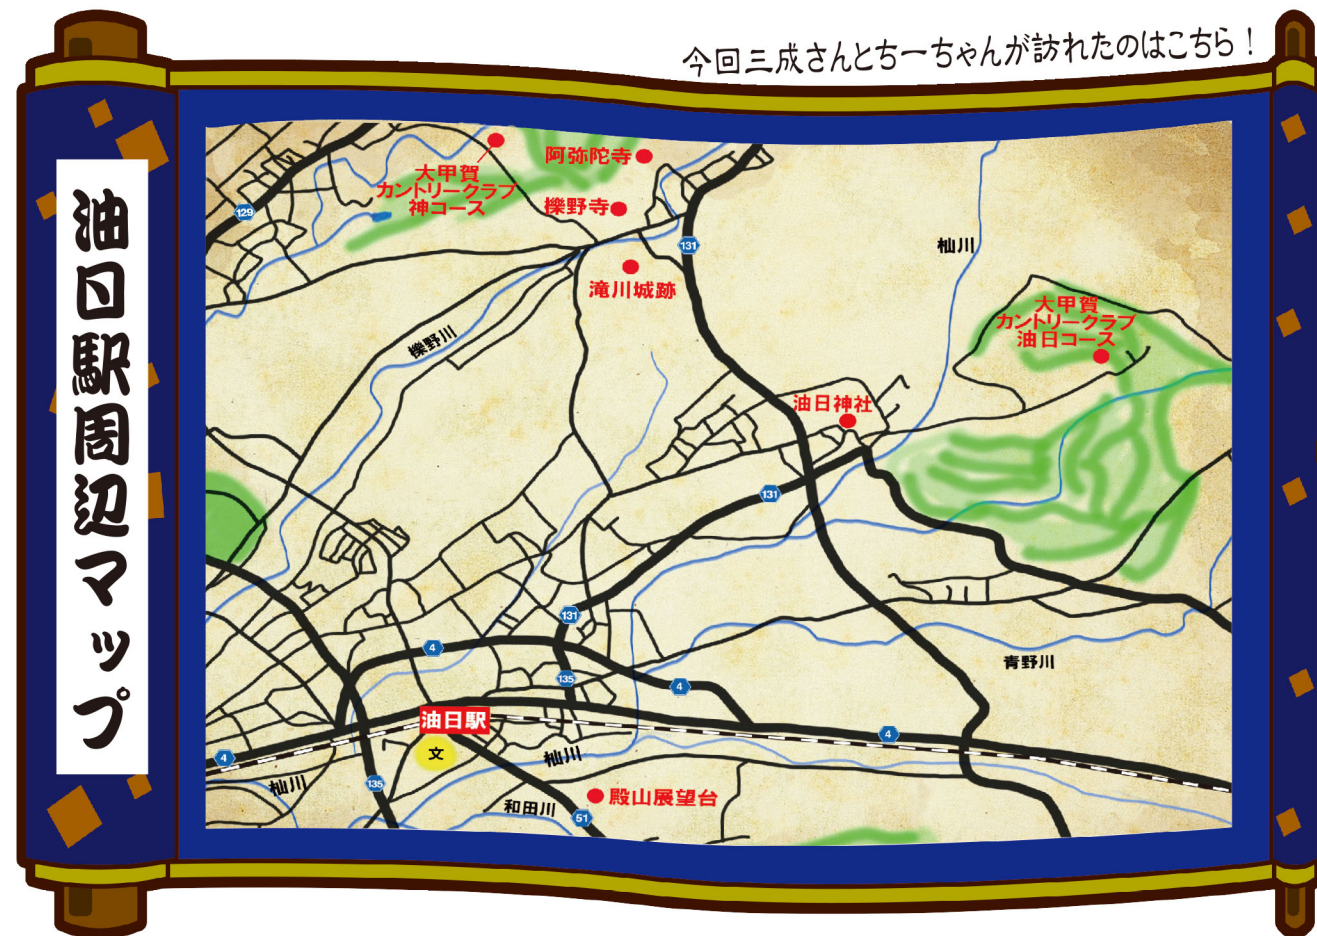 今回三成さんとちーちゃんが訪れたのはこちら！
油日駅周辺マップ
大甲賀
カントリークラブ
神コース
阿弥陀寺
櫟野寺
129
131
滝川城跡
杣川
大甲賀
カントリークラブ
油日コース
櫟野川
油日神社
131
131
4
135
4
青野川
油日駅
文
杣川
4
4
杣川
135
和田川
殿山展望台
51